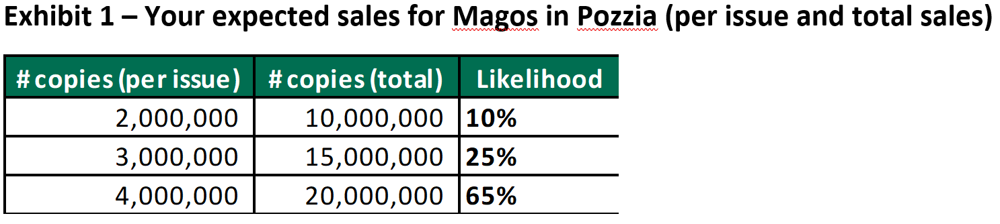 Exhibit 1 – Your expected sales for Magos in Pozzia (per issue and total sales)
# copies (per issue) # copies (total) Likelihood
2,000,000 10,000,000 10%
3,000,000 15,000,000 25%
4,000,000 20,000,000 65%